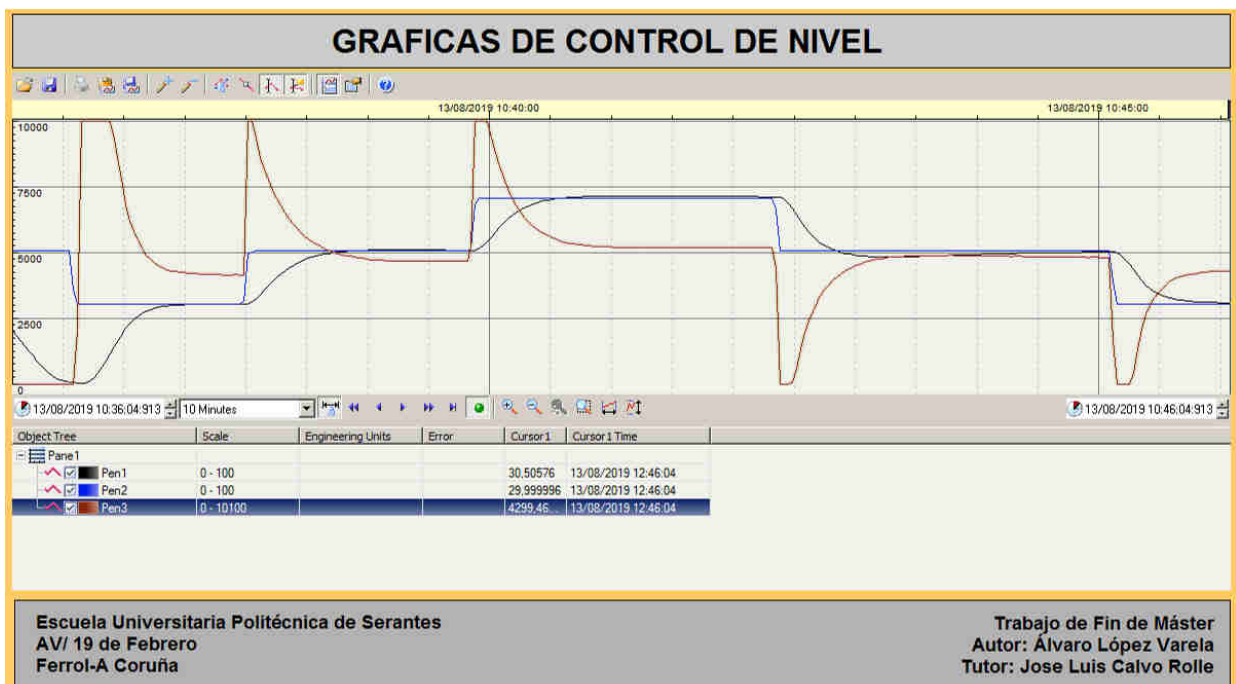 GRAFICAS DE CONTROL DE NIVEL
13/08/2019 10:40:00 13/08/2019 10:45:00
10000
7500
5000
2500
0
13/08/2019 10:36:04:913 10 Minutes 13/08/2019 10:46:04:913
Object Tree Scale Engineering Units Error Cursor1 Cursor1 Time
Pane1
Pen1 0 - 100 30,50576 13/08/2019 12:46:04
Pen2 0 - 100 29,999996 13/08/2019 12:46:04
Pen3 0 - 10100 4299,46... 13/08/2019 12:46:04
Escuela Universitaria Politécnica de Serantes
AV/ 19 de Febrero
Ferrol-A Coruña
Trabajo de Fin de Máster
Autor: Álvaro López Varela
Tutor: Jose Luis Calvo Rolle